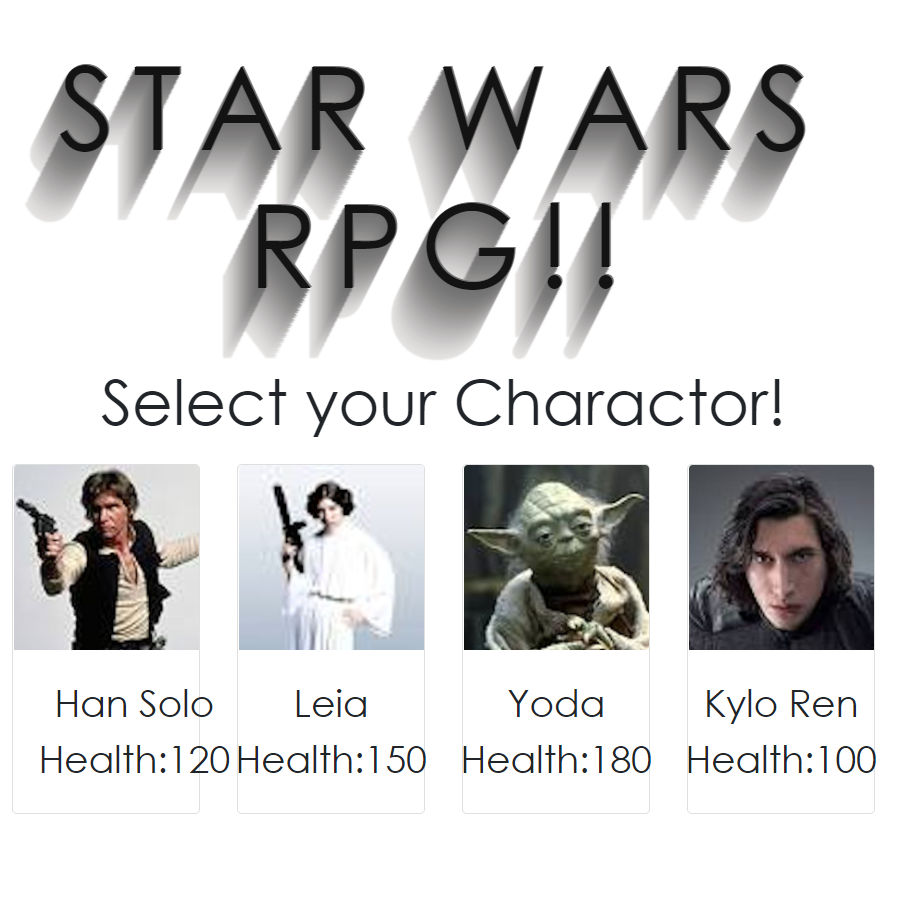 STAR WARS
RPG!!
Select your Charactor!
Han Solo
Health:120
Leia
Health:150
Yoda
Health:180
Kylo Ren
Health:100